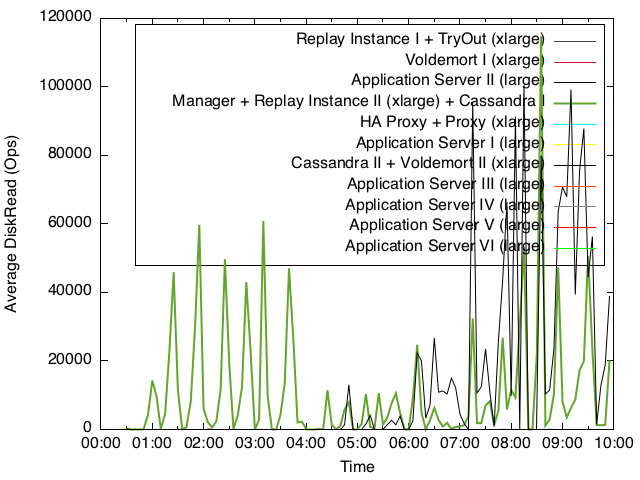 120000
100000
80000
60000
40000
20000
0
Average DiskRead (Ops)
Replay Instance I + TryOut (xlarge)
Voldemort I (xlarge)
Application Server II (large)
Manager + Replay Instance II (xlarge) + Cassandra I
HA Proxy + Proxy (xlarge)
Application Server I (large)
Cassandra II + Voldemort II (xlarge)
Application Server III (large)
Application Server IV (large)
Application Server V (large)
Application Server VI (large)
00:00 01:00 02:00 03:00 04:00 05:00 06:00 07:00 08:00 09:00 10:00
Time